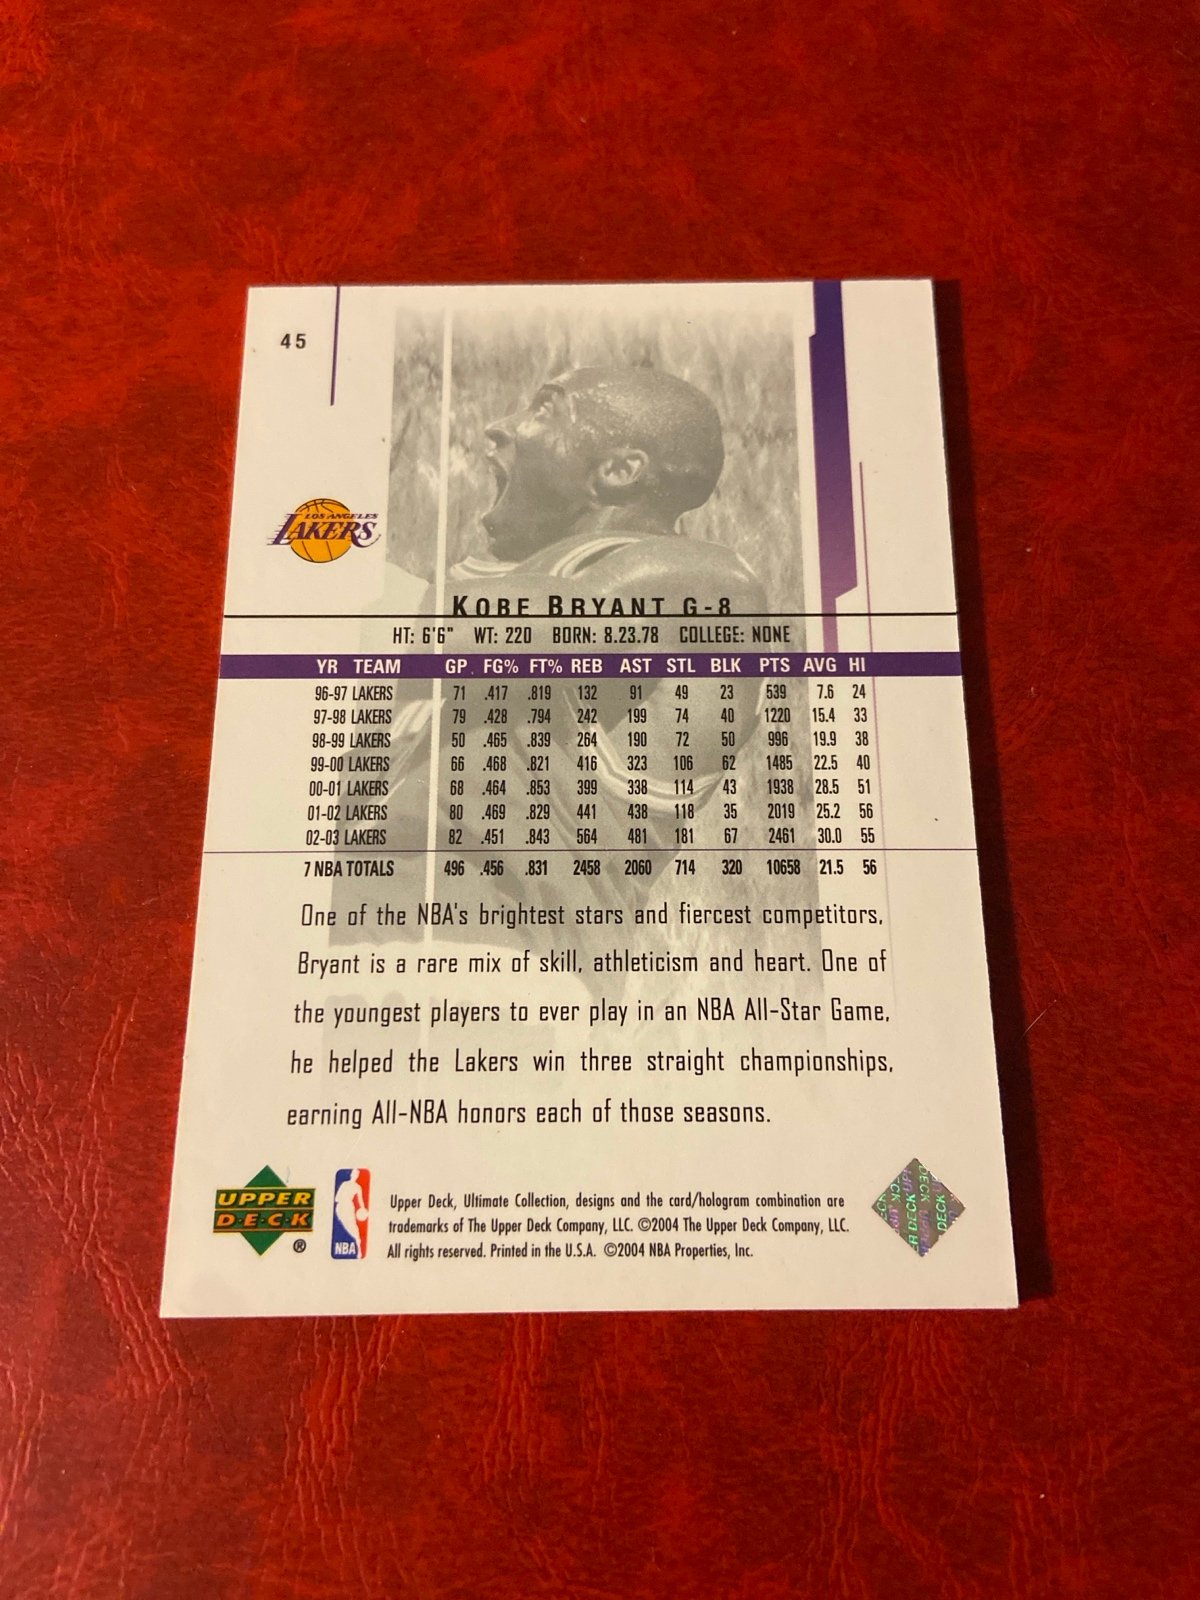 45
LOS ANGELES
LAKERS
KOBE BRYANT G-8
HT: 6'6" WT: 220 BORN: 8.23.78 COLLEGE: NONE
YR TEAM GP FG% FT% REB AST STL BLK PTS AVG HI
96-97 LAKERS 71 .417 .819 132 91 49 23 539 7.6 24
97-98 LAKERS 79 .428 .794 242 199 74 40 1220 15.4 33
98-99 LAKERS 50 .465 .839 264 190 72 50 996 19.9 38
99-00 LAKERS 66 .468 .821 416 323 106 62 1485 22.5 40
00-01 LAKERS 68 .464 .853 399 338 114 43 1938 28.5 51
01-02 LAKERS 80 .469 .829 441 438 118 35 2019 25.2 56
02-03 LAKERS 82 .451 .843 564 481 181 67 2461 30.0 55
7 NBA TOTALS 496 .456 .831 2458 2060 714 320 10658 21.5 56
One of the NBA's brightest stars and fiercest competitors,
Bryant is a rare mix of skill, athleticism and heart. One of
the youngest players to ever play in an NBA All-Star Game,
he helped the Lakers win three straight championships,
earning All-NBA honors each of those seasons.
UPPER
DECK
®
NBA
Upper Deck, Ultimate Collection, designs and the card/hologram combination are
trademarks of The Upper Deck Company, LLC. ©2004 The Upper Deck Company, LLC.
All rights reserved. Printed in the U.S.A. ©2004 NBA Properties, Inc.